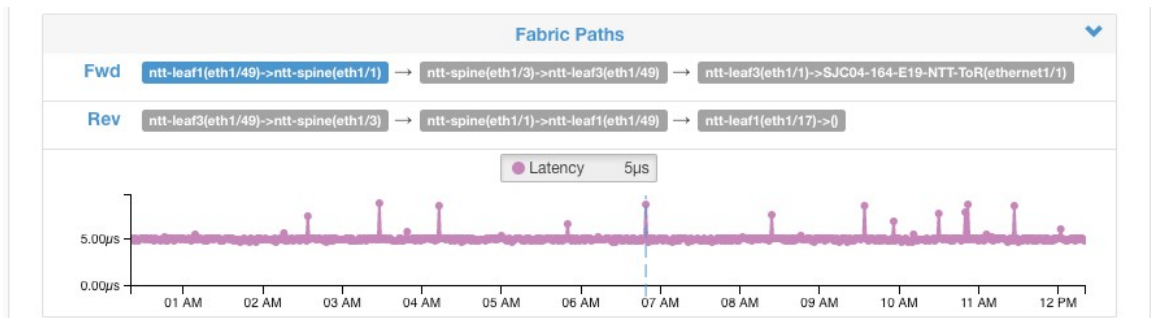 Fabric Paths
Fwd ntt-leaf1(eth1/49)->ntt-spine(eth1/1) → ntt-spine(eth1/3)->ntt-leaf3(eth1/49) → ntt-leaf3(eth1/1)->SJC04-164-E19-NTT-ToR(ethernet1/1)
Rev ntt-leaf3(eth1/49)->ntt-spine(eth1/3) → ntt-spine(eth1/1)->ntt-leaf1(eth1/49) → ntt-leaf1(eth1/17)->()
Latency 5µs
5.00µs
0.00µs
01 AM 02 AM 03 AM 04 AM 05 AM 06 AM 07 AM 08 AM 09 AM 10 AM 11 AM 12 PM